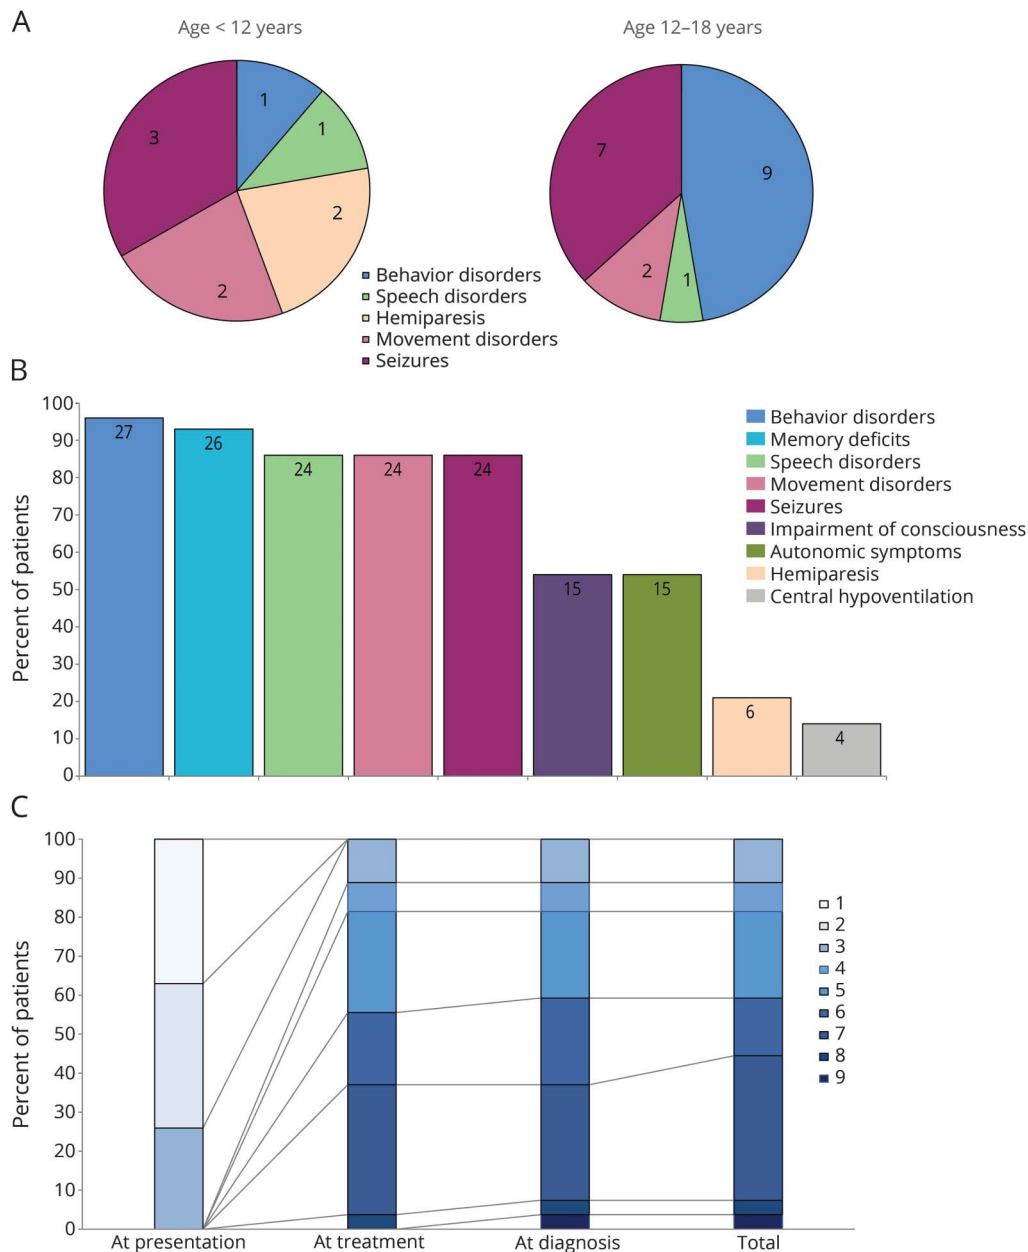 A
Age < 12 years
Age 12–18 years
1
1
2
2
3
9
1
2
7
Behavior disorders
Speech disorders
Hemiparesis
Movement disorders
Seizures
B
Percent of patients
100
90
80
70
60
50
40
30
20
10
0
27
26
24
24
24
15
15
6
4
Behavior disorders
Memory deficits
Speech disorders
Movement disorders
Seizures
Impairment of consciousness
Autonomic symptoms
Hemiparesis
Central hypoventilation
C
Percent of patients
100
90
80
70
60
50
40
30
20
10
0
At presentation
At treatment
At diagnosis
Total
1
2
3
4
5
6
7
8
9